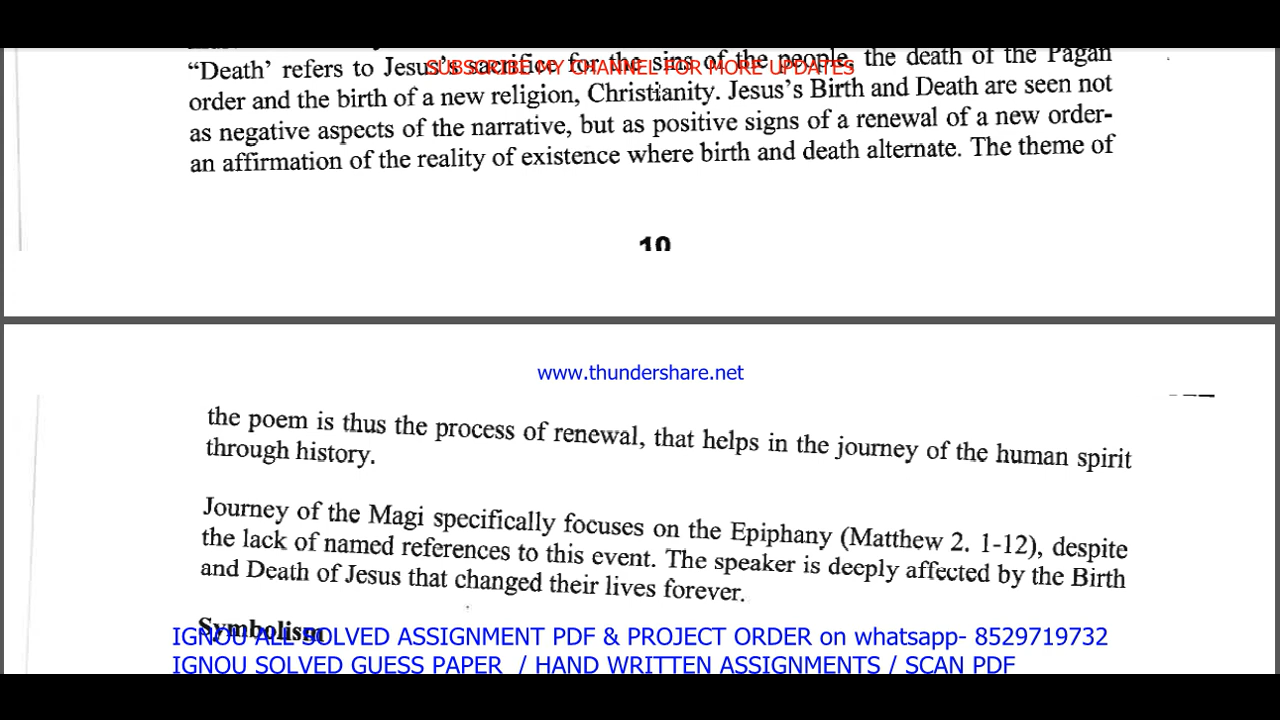 "Death' refers to Jesus's sacrifice for the sins of the people, the death of the Pagan
SUBSCRIBE MY CHANNEL FOR MORE UPDATES
order and the birth of a new religion, Christianity. Jesus's Birth and Death are seen not
as negative aspects of the narrative, but as positive signs of a renewal of a new order-
an affirmation of the reality of existence where birth and death alternate. The theme of
10
www.thundershare.net
the poem is thus the process of renewal, that helps in the journey of the human spirit
through history.
Journey of the Magi specifically focuses on the Epiphany (Matthew 2. 1-12), despite
the lack of named references to this event. The speaker is deeply affected by the Birth
and Death of Jesus that changed their lives forever.
Symbolism
IGNOU ALL SOLVED ASSIGNMENT PDF & PROJECT ORDER on whatsapp- 8529719732
IGNOU SOLVED GUESS PAPER / HAND WRITTEN ASSIGNMENTS / SCAN PDF